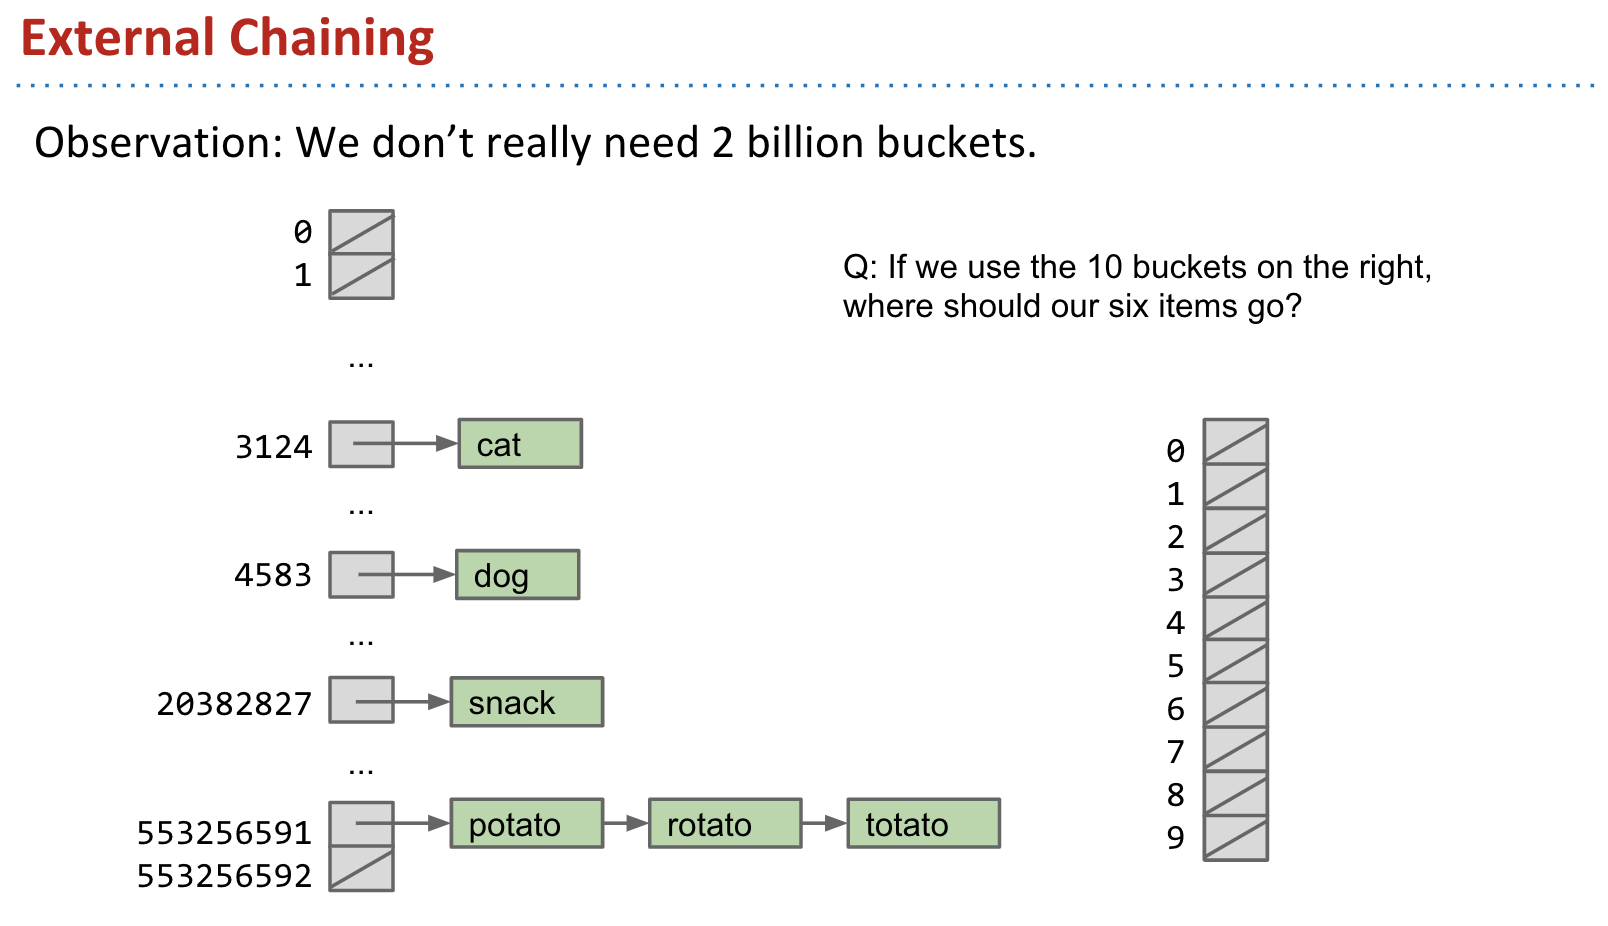 External Chaining
Observation: We don’t really need 2 billion buckets.
0
1
...
3124 cat
...
4583 dog
...
20382827 snack
...
553256591 potato rotato totato
553256592
Q: If we use the 10 buckets on the right,
where should our six items go?
0
1
2
3
4
5
6
7
8
9